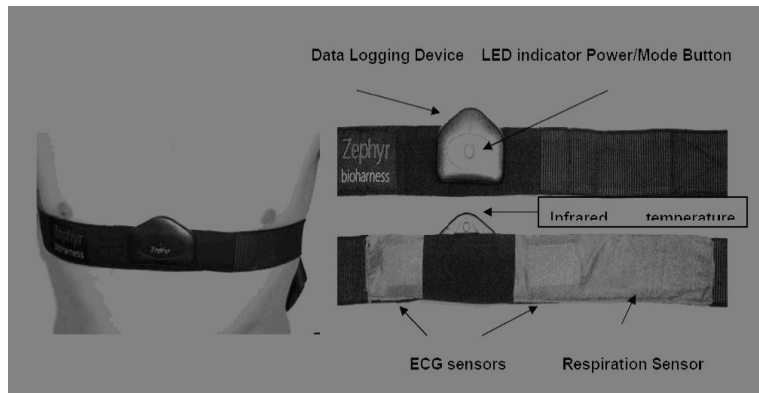 Data Logging Device LED indicator Power/Mode Button
Zephyr
bioharness
Zephyr
bioharness
Zephyr
Infrared temperature
ECG sensors Respiration Sensor